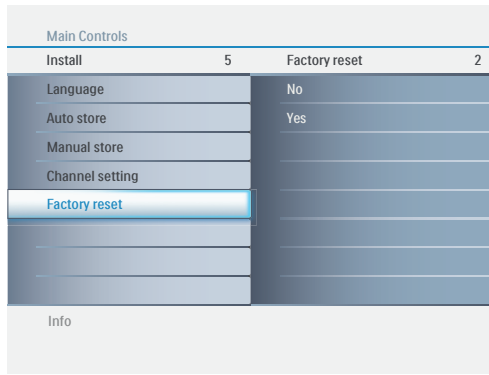 Main Controls
Install 5 Factory reset 2
Language No
Auto store Yes
Manual store
Channel setting
Factory reset
Info